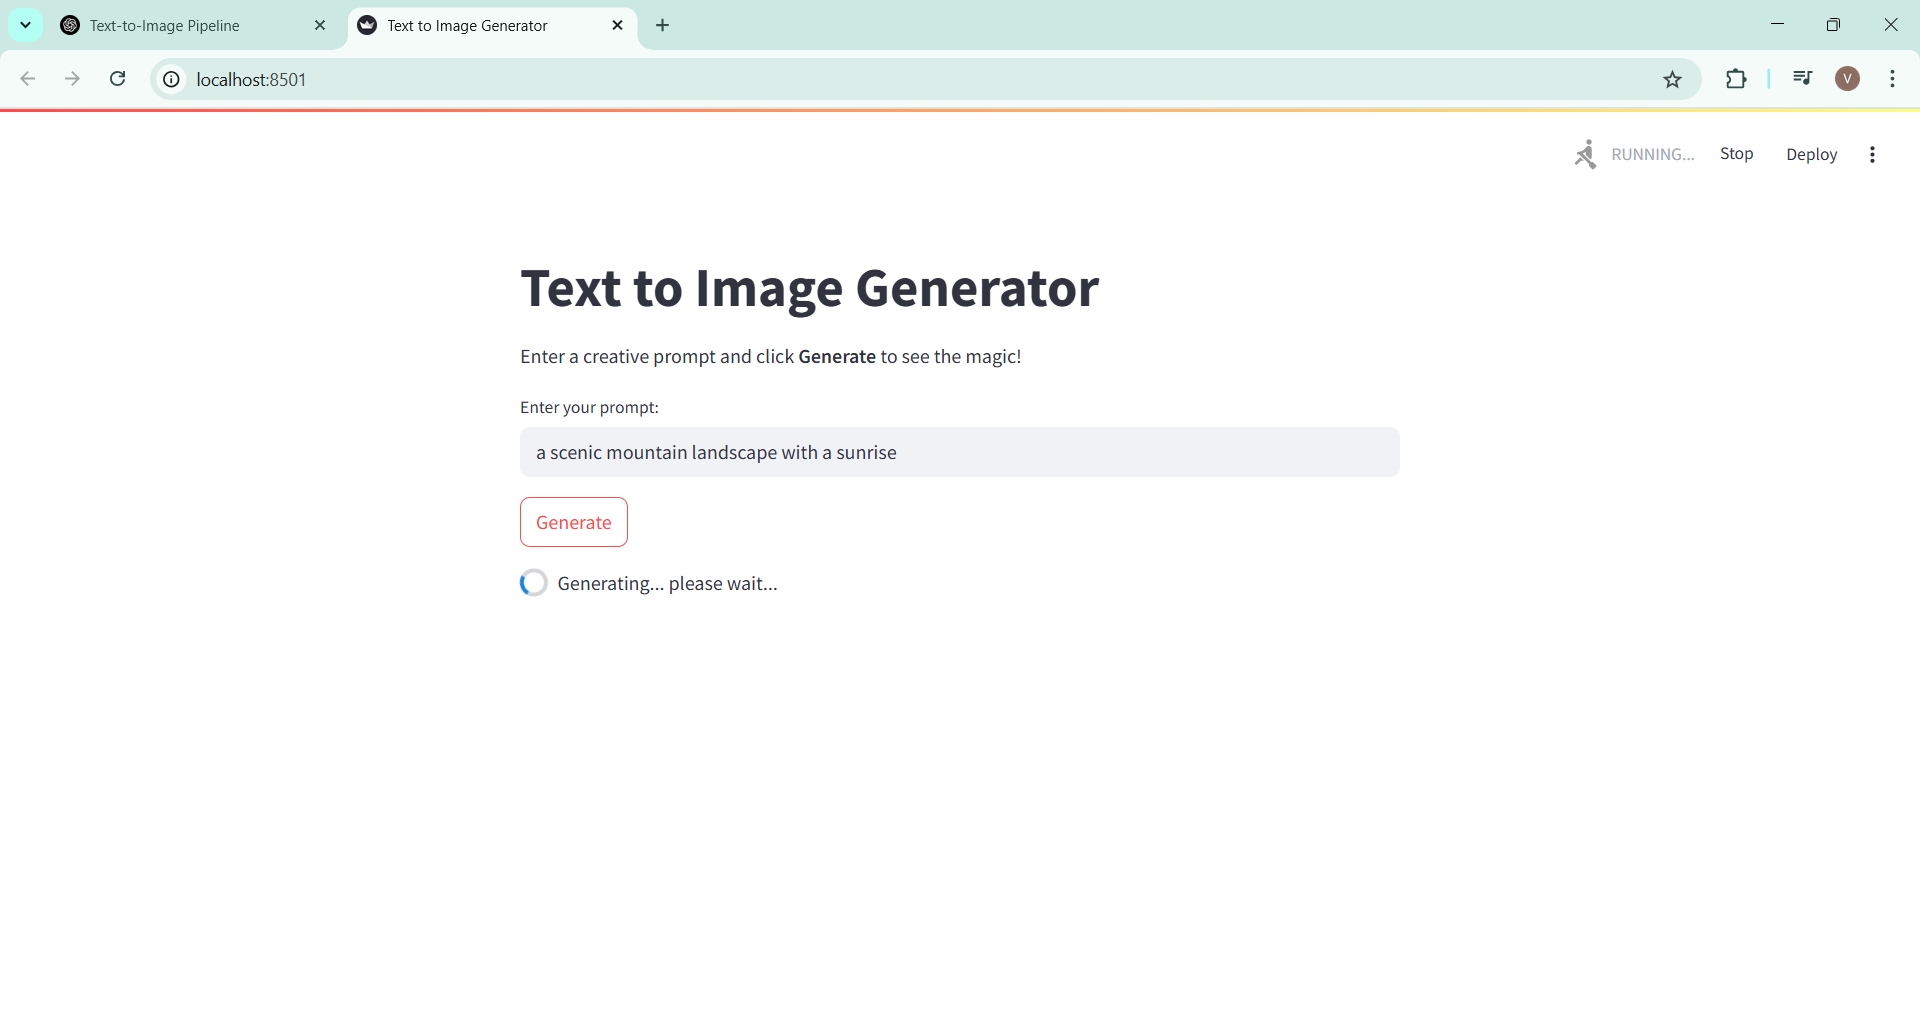 Text-to-Image Pipeline
Text to Image Generator
localhost:8501
V
RUNNING...
Stop
Deploy
Text to Image Generator
Enter a creative prompt and click Generate to see the magic!
Enter your prompt:
a scenic mountain landscape with a sunrise
Generate
Generating... please wait...